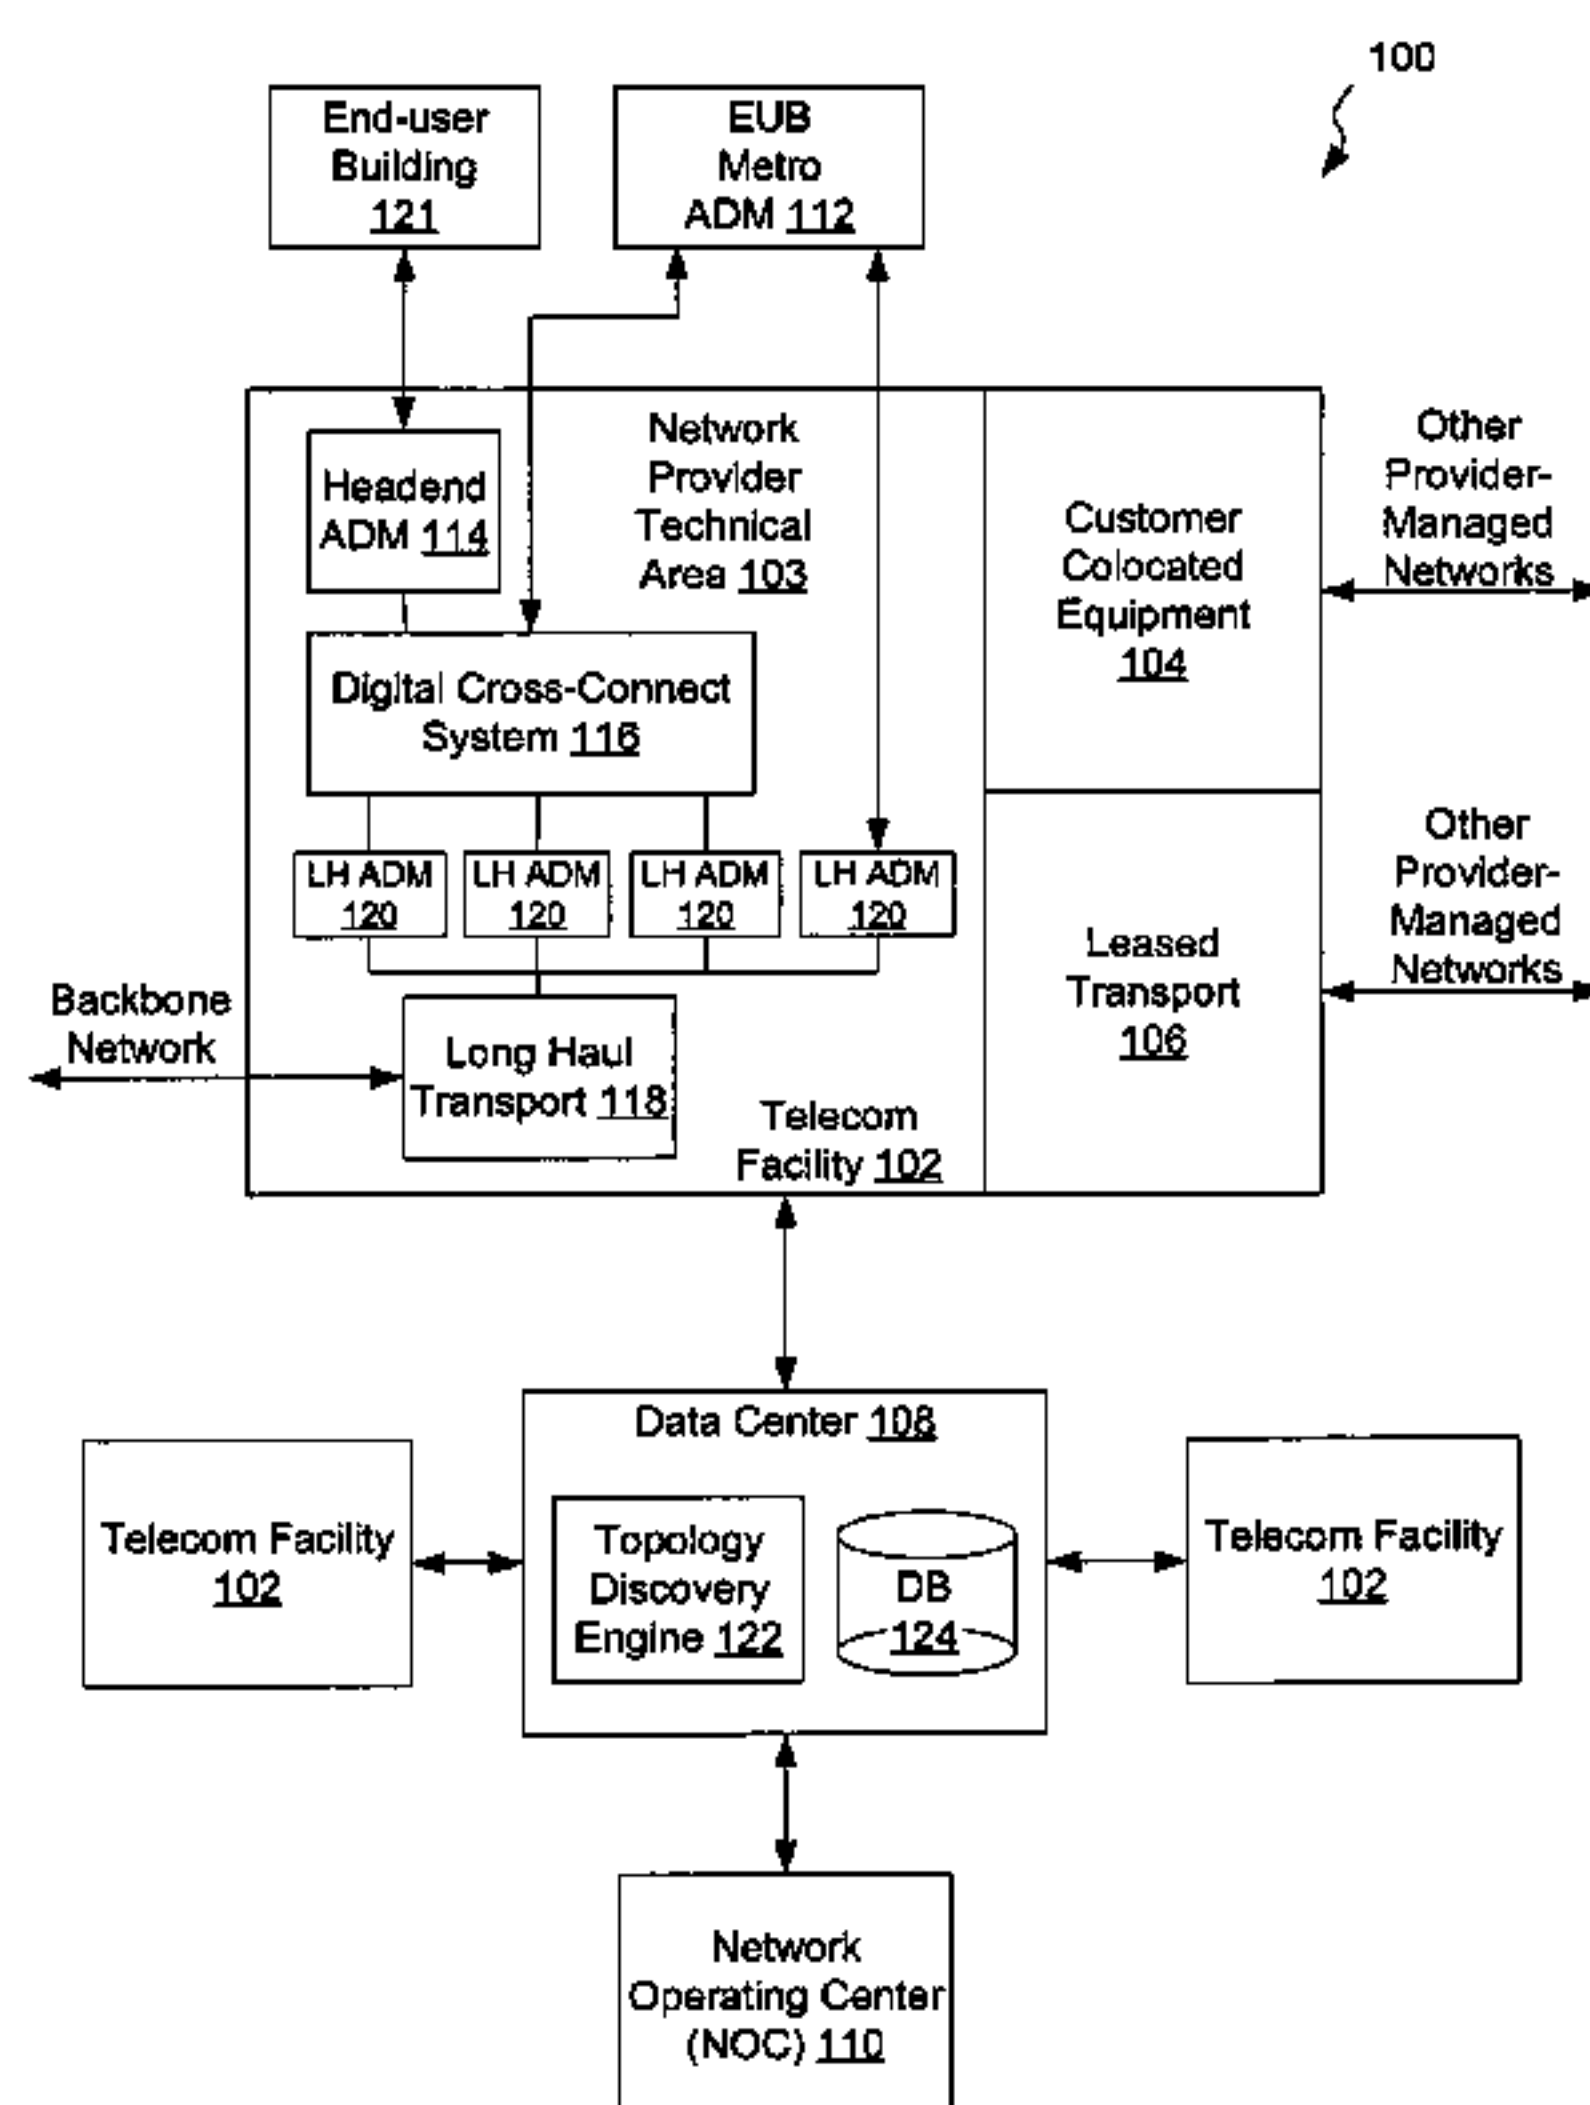 100
End-user
Building
121
EUB
Metro
ADM 112
Network
Provider
Technical
Area 103
Headend
ADM 114
Customer
Colocated
Equipment
104
Other
Provider-
Managed
Networks
Digital Cross-Connect
System 116
LH ADM
120
LH ADM
120
LH ADM
120
LH ADM
120
Leased
Transport
106
Other
Provider-
Managed
Networks
Backbone
Network
Long Haul
Transport 118
Telecom
Facility 102
Data Center 108
Telecom Facility
102
Topology
Discovery
Engine 122
DB
124
Telecom Facility
102
Network
Operating Center
(NOC) 110